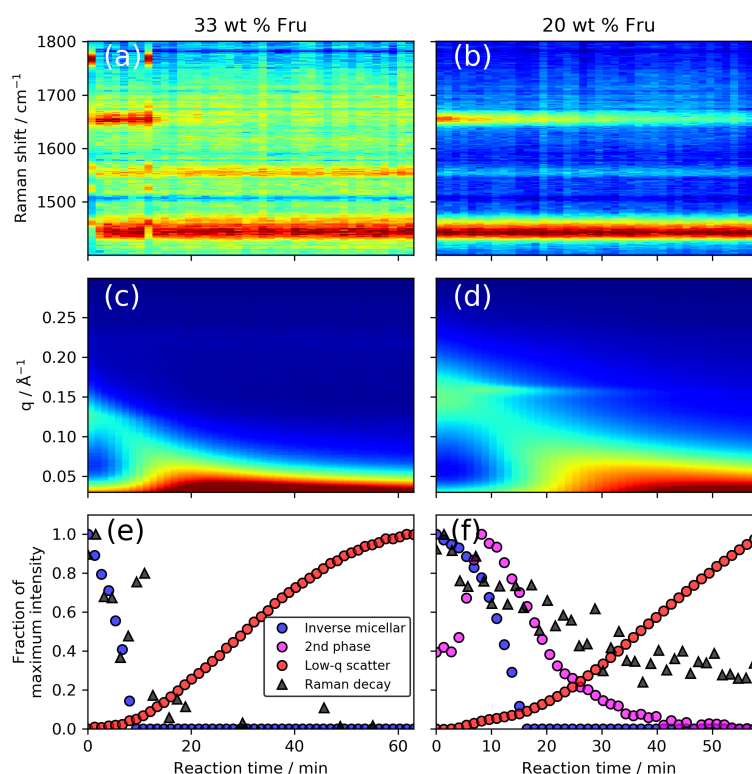 33 wt % Fru
20 wt % Fru
(a)
(b)
1800
1700
1600
1500
Raman shift / cm⁻¹
(c)
(d)
0.25
0.20
0.15
0.10
0.05
q / Å⁻¹
(e)
(f)
1.0
0.8
0.6
0.4
0.2
0.0
Fraction of
maximum intensity
Inverse micellar
2nd phase
Low-q scatter
Raman decay
0 20 40 60
0 10 20 30 40 50
Reaction time / min
Reaction time / min